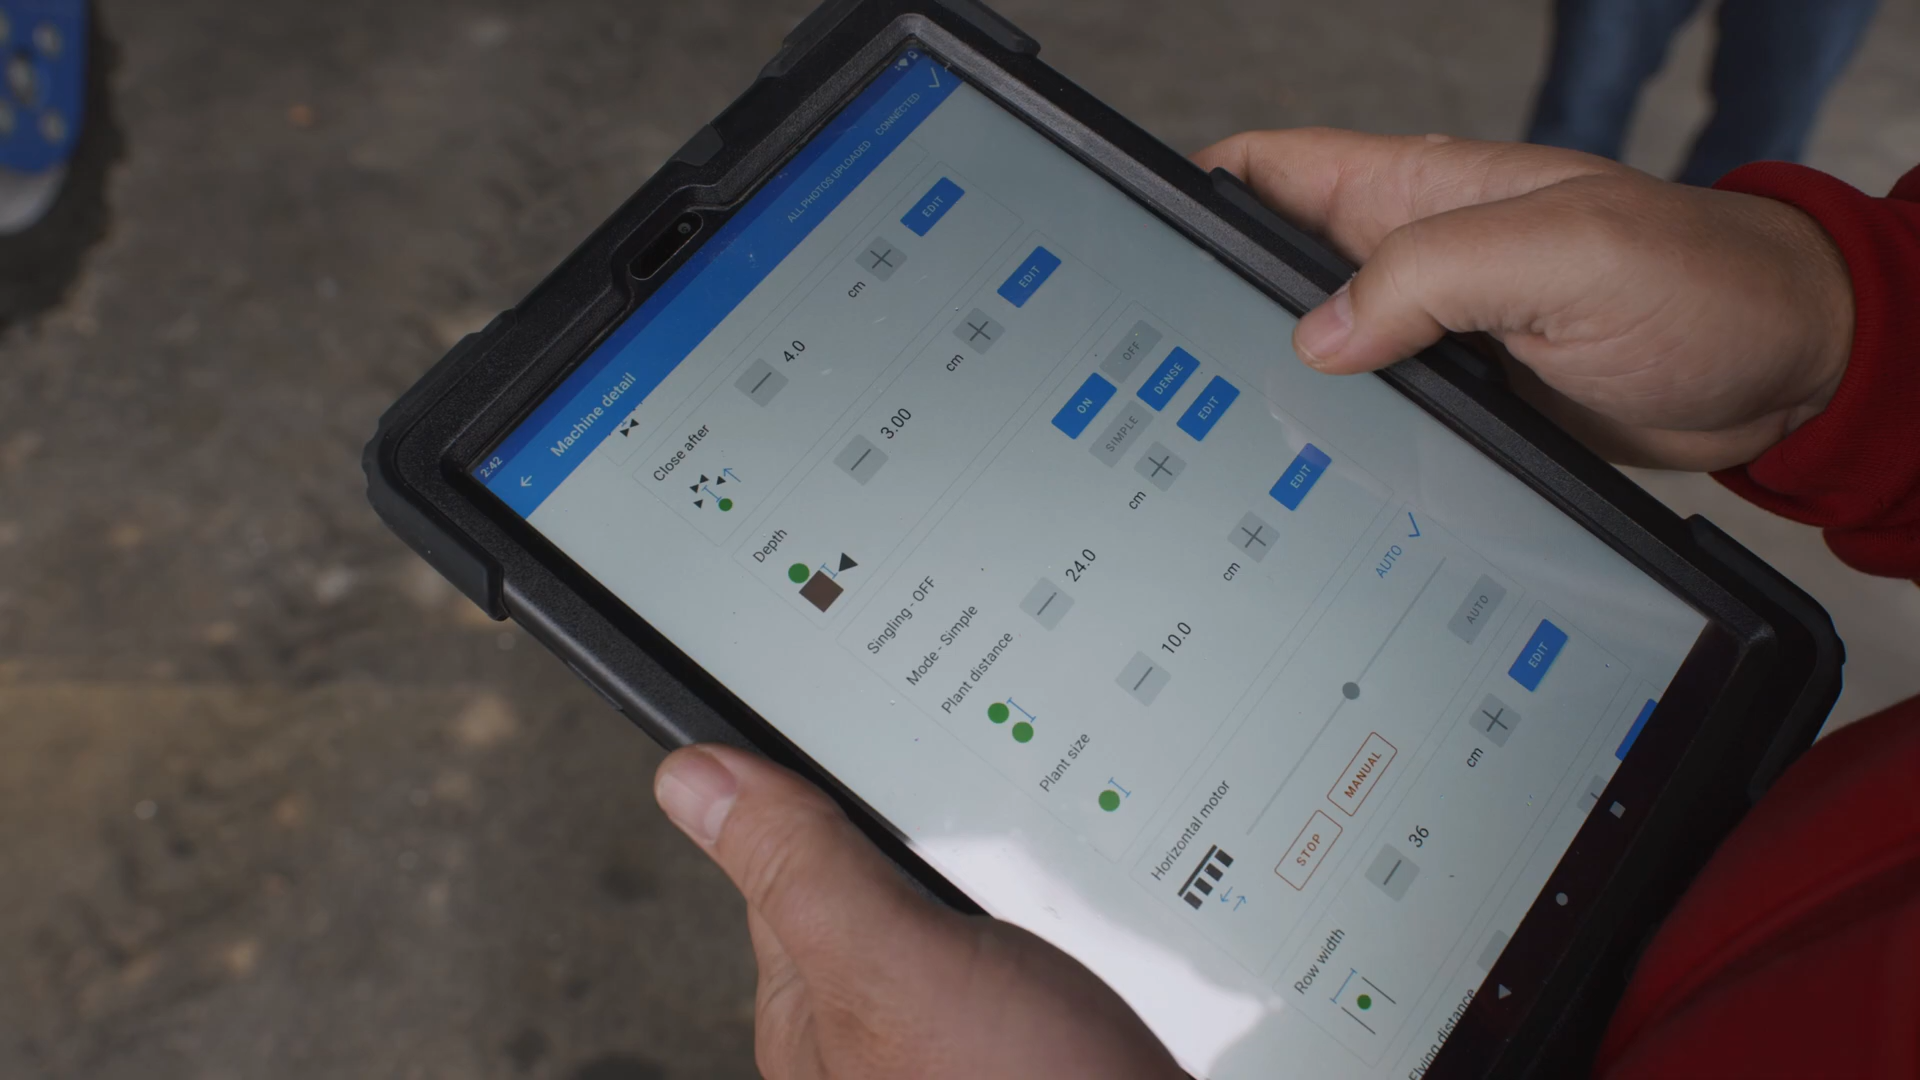 2:42
← Machine detail
ALL PHOTOS UPLOADED CONNECTED
Close after
4.0 cm EDIT
Depth
3.00 cm EDIT
Singling - OFF ON OFF
Mode - Simple SIMPLE DENSE
Plant distance
24.0 cm EDIT
Plant size
10.0 cm EDIT
AUTO
Horizontal motor
STOP MANUAL AUTO
Row width
36 cm EDIT
Flying distance